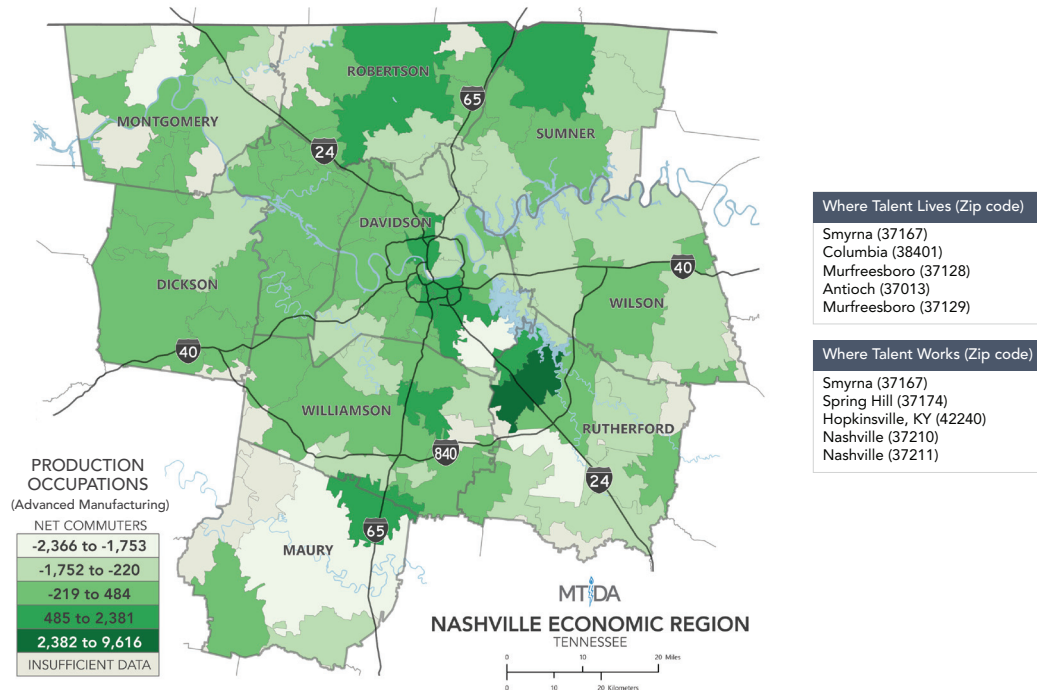 ROBERTSON
65
MONTGOMERY
SUMNER
24
DAVIDSON
DICKSON
40
WILSON
40
WILLIAMSON
RUTHERFORD
840
24
65
MAURY
PRODUCTION
OCCUPATIONS
(Advanced Manufacturing)
NET COMMUTERS
-2,366 to -1,753
-1,752 to -220
-219 to 484
485 to 2,381
2,382 to 9,616
INSUFFICIENT DATA
MTIDA
NASHVILLE ECONOMIC REGION
TENNESSEE
0 10 20 Miles
0 10 20 Kilometers
Where Talent Lives (Zip code)
Smyrna (37167)
Columbia (38401)
Murfreesboro (37128)
Antioch (37013)
Murfreesboro (37129)
Where Talent Works (Zip code)
Smyrna (37167)
Spring Hill (37174)
Hopkinsville, KY (42240)
Nashville (37210)
Nashville (37211)